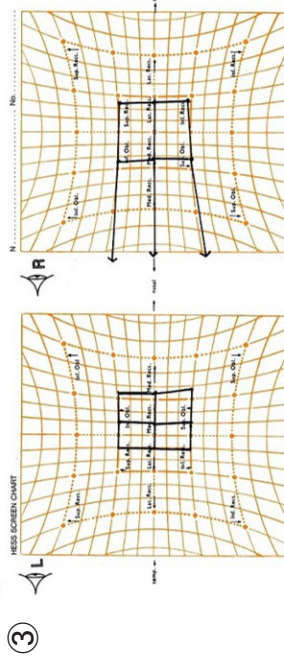 ③
HESS SCREEN CHART
L
Sup. Rect.
Inf. Obl.
Sup. Rect.
Inf. Obl.
temp.
Lat. Rect.
Lat. Rect.
Med. Rect.
Med. Rect.
nasal
Inf. Rect.
Sup. Obl.
Inf. Rect.
Sup. Obl.
R
N
No.
Inf. Obl.
Sup. Rect.
Inf. Obl.
Sup. Rect.
Med. Rect.
Med. Rect.
Lat. Rect.
Lat. Rect.
Sup. Obl.
Inf. Rect.
Sup. Obl.
Inf. Rect.